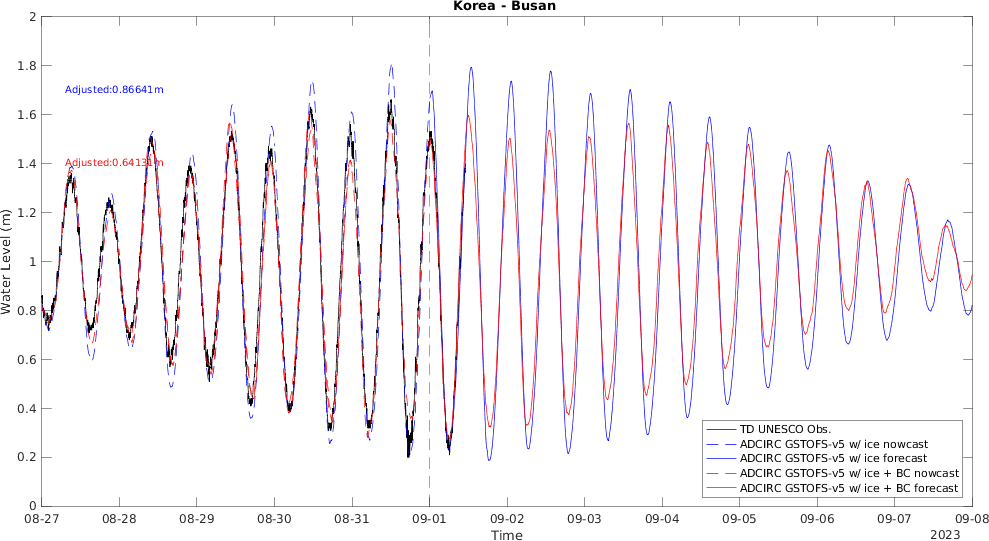 Korea - Busan
2
1.8
1.6
1.4
1.2
1
0.8
0.6
0.4
0.2
0
Water Level (m)
Adjusted:0.86641m
Adjusted:0.64131m
TD UNESCO Obs.
ADCIRC GSTOFS-v5 w/ ice nowcast
ADCIRC GSTOFS-v5 w/ ice forecast
ADCIRC GSTOFS-v5 w/ ice + BC nowcast
ADCIRC GSTOFS-v5 w/ ice + BC forecast
08-27 08-28 08-29 08-30 08-31 09-01 09-02 09-03 09-04 09-05 09-06 09-07 09-08
Time
2023